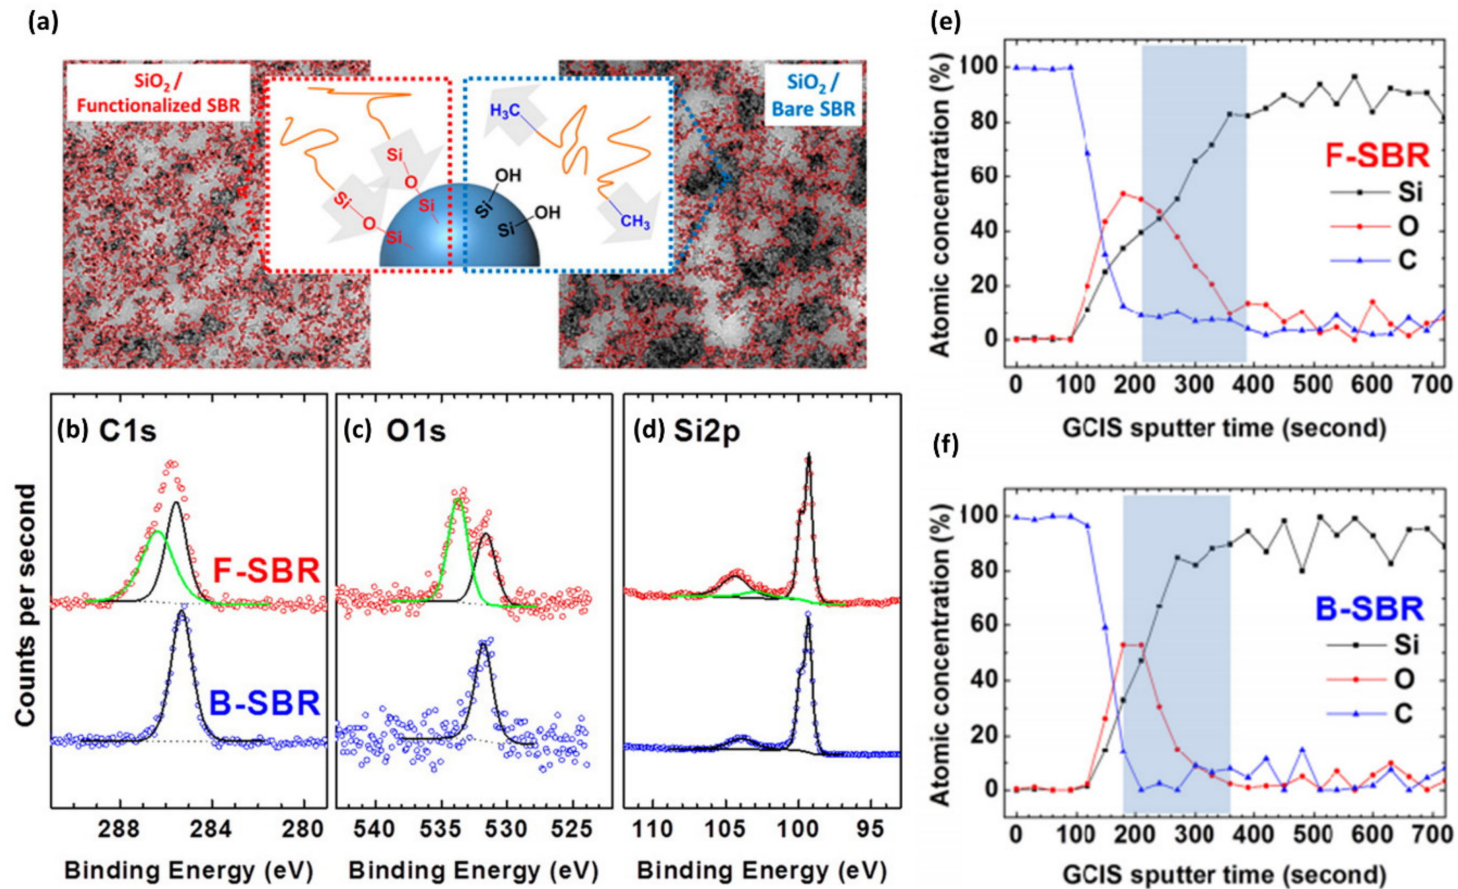 (a)
SiO2 /
Functionalized SBR
SiO2 /
Bare SBR
H3C
Si
O
Si
Si
O
Si
OH
Si
OH
Si
CH3
(b) C1s
F-SBR
B-SBR
Counts per second
288 284 280
Binding Energy (eV)
(c) O1s
540 535 530 525
Binding Energy (eV)
(d) Si2p
110 105 100 95
Binding Energy (eV)
(e)
Atomic concentration (%)
100
80
60
40
20
0
F-SBR
Si
O
C
0 100 200 300 400 500 600 700
GCIS sputter time (second)
(f)
Atomic concentration (%)
100
80
60
40
20
0
B-SBR
Si
O
C
0 100 200 300 400 500 600 700
GCIS sputter time (second)